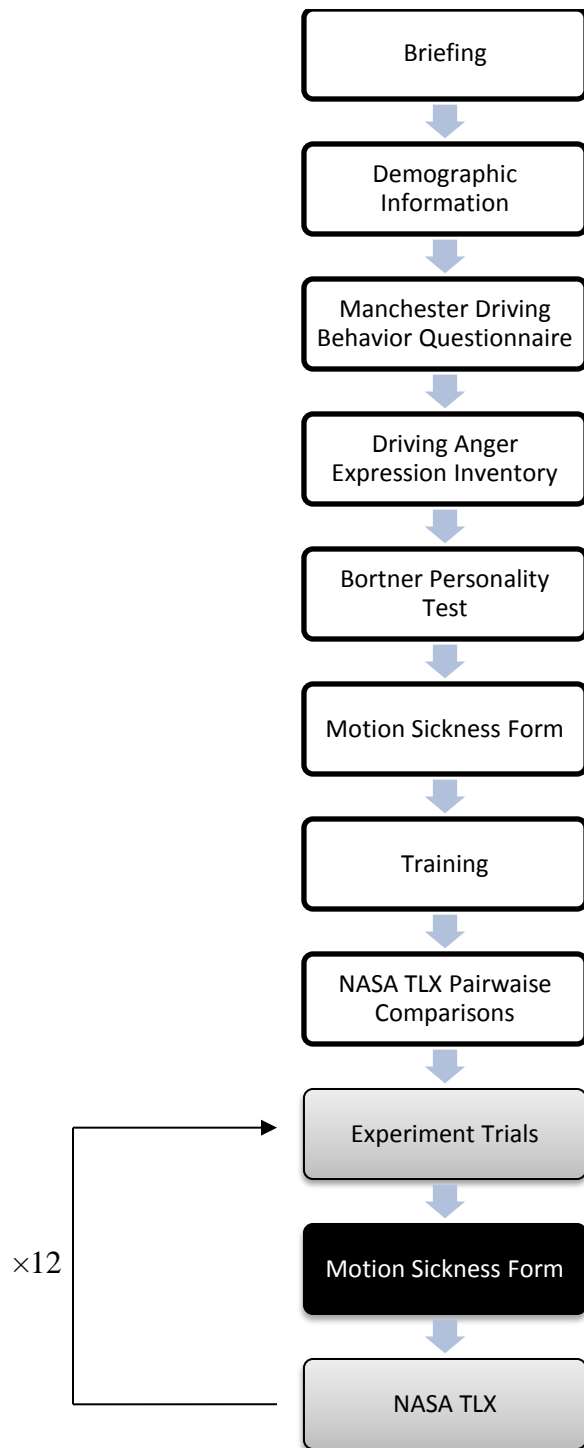 Briefing
Demographic
Information
Manchester Driving
Behavior Questionnaire
Driving Anger
Expression Inventory
Bortner Personality
Test
Motion Sickness Form
Training
NASA TLX Pairwaise
Comparisons
Experiment Trials
×12
Motion Sickness Form
NASA TLX